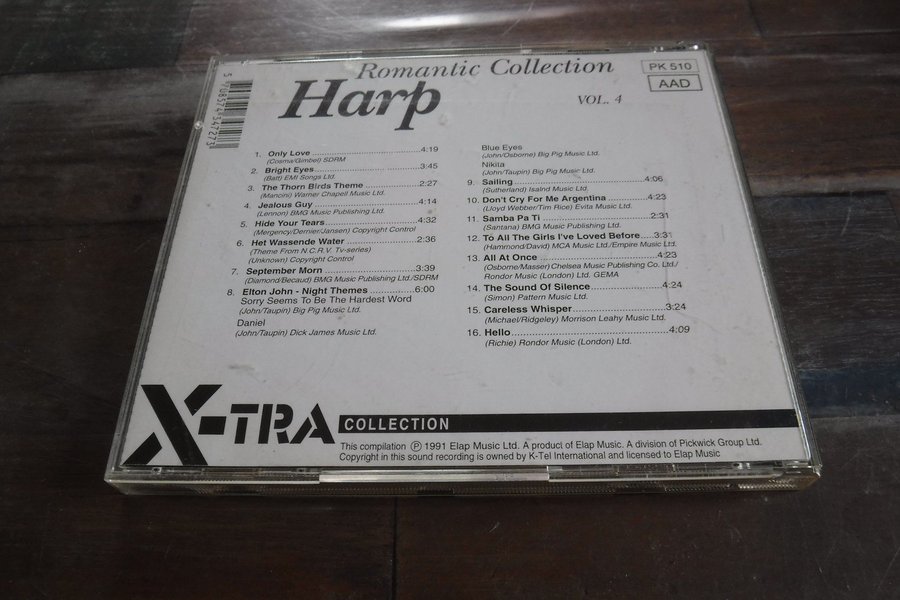 Romantic Collection
Harp
VOL. 4
PK 510
AAD
5 708574 347273
1. Only Love ........ 4:19
(Cosma/Gimbel) SDRM
2. Bright Eyes ........ 3:45
(Batt) EMI Songs Ltd.
3. The Thorn Birds Theme ........ 2:27
(Mancini) Warner Chapell Music Ltd.
4. Jealous Guy ........ 4:14
(Lennon) BMG Music Publishing Ltd.
5. Hide Your Tears ........ 4:32
(Mergency/Dernier/Jansen) Copyright Control
6. Het Wassende Water ........ 2:36
(Theme From N.C.R.V. Tv-series)
(Unknown) Copyright Control
7. September Morn ........ 3:39
(Diamond/Becaud) BMG Music Publishing Ltd./SDRM
8. Elton John - Night Themes ........ 6:00
Sorry Seems To Be The Hardest Word
(John/Taupin) Big Pig Music Ltd.
Daniel
(John/Taupin) Dick James Music Ltd.
Blue Eyes
(John/Osborne) Big Pig Music Ltd.
Nikita
(John/Taupin) Big Pig Music Ltd.
9. Sailing ........ 4:06
(Sutherland) Isalnd Music Ltd
10. Don't Cry For Me Argentina ........ 4:23
(Lloyd Webber/Tim Rice) Evita Music Ltd.
11. Samba Pa Ti ........ 2:31
(Santana) BMG Music Publishing Ltd.
12. To All The Girls I've Loved Before ..... 3:31
(Hammond/David) MCA Music Ltd./Empire Music Ltd.
13. All At Once ........ 4:23
(Osborne/Masser) Chelsea Music Publishing Co. Ltd./
Rondor Music (London) Ltd. GEMA
14. The Sound Of Silence ........ 4:24
(Simon) Pattern Music Ltd.
15. Careless Whisper ........ 3:24
(Michael/Ridgeley) Morrison Leahy Music Ltd.
16. Hello ........ 4:09
(Richie) Rondor Music (London) Ltd.
X-TRA COLLECTION
This compilation ℗ 1991 Elap Music Ltd. A product of Elap Music. A division of Pickwick Group Ltd.
Copyright in this sound recording is owned by K-Tel International and licensed to Elap Music